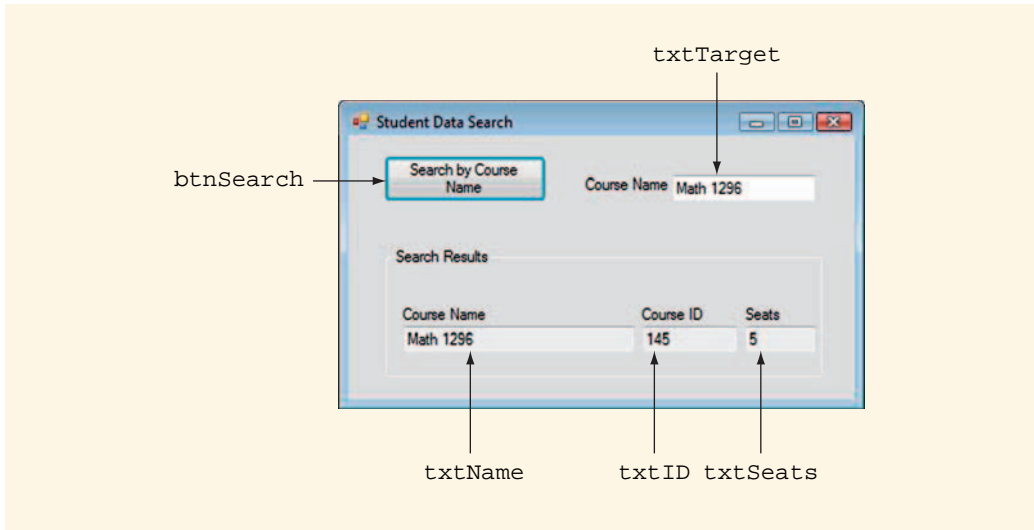 txtTarget
Student Data Search
btnSearch
Search by Course
Name
Course Name Math 1296
Search Results
Course Name Course ID Seats
Math 1296 145 5
txtName txtID txtSeats